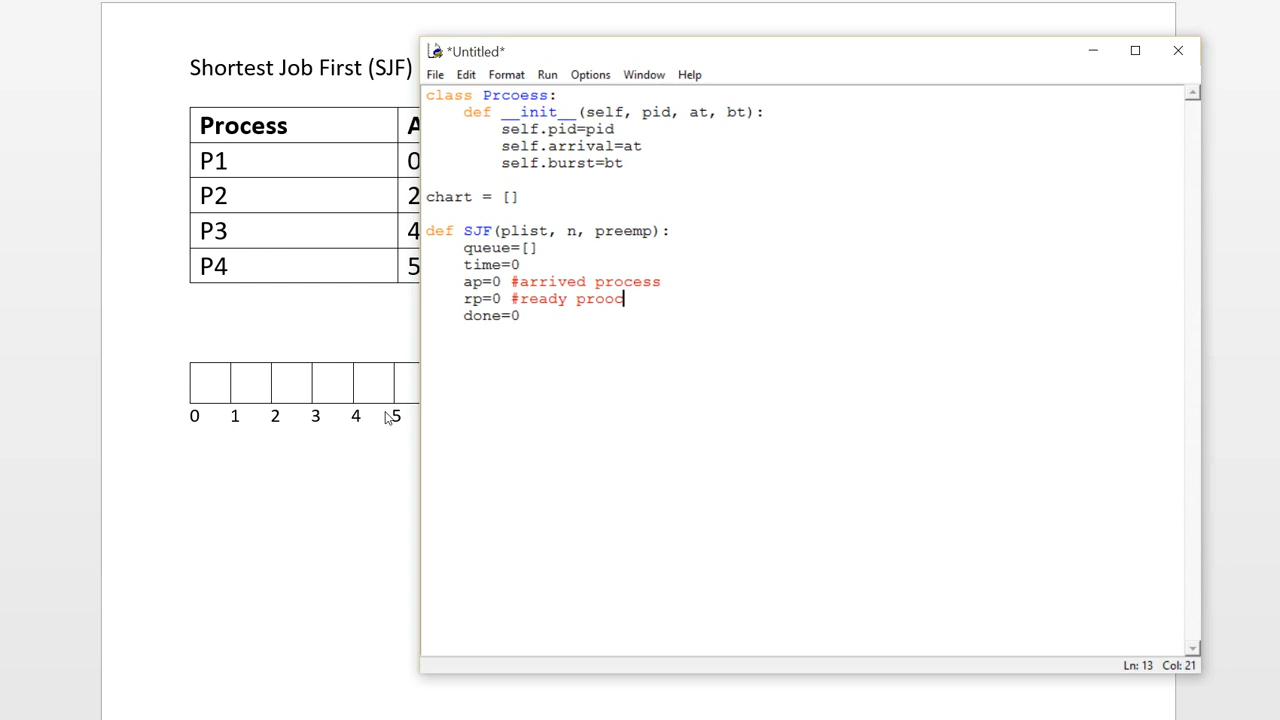 Shortest Job First (SJF)
Process A
P1 0
P2 2
P3 4
P4 5
0 1 2 3 4 5
*Untitled*
File Edit Format Run Options Window Help
class Prcoess:
def __init__(self, pid, at, bt):
self.pid=pid
self.arrival=at
self.burst=bt
chart = []
def SJF(plist, n, preemp):
queue=[]
time=0
ap=0 #arrived process
rp=0 #ready prooc
done=0
Ln: 13 Col: 21